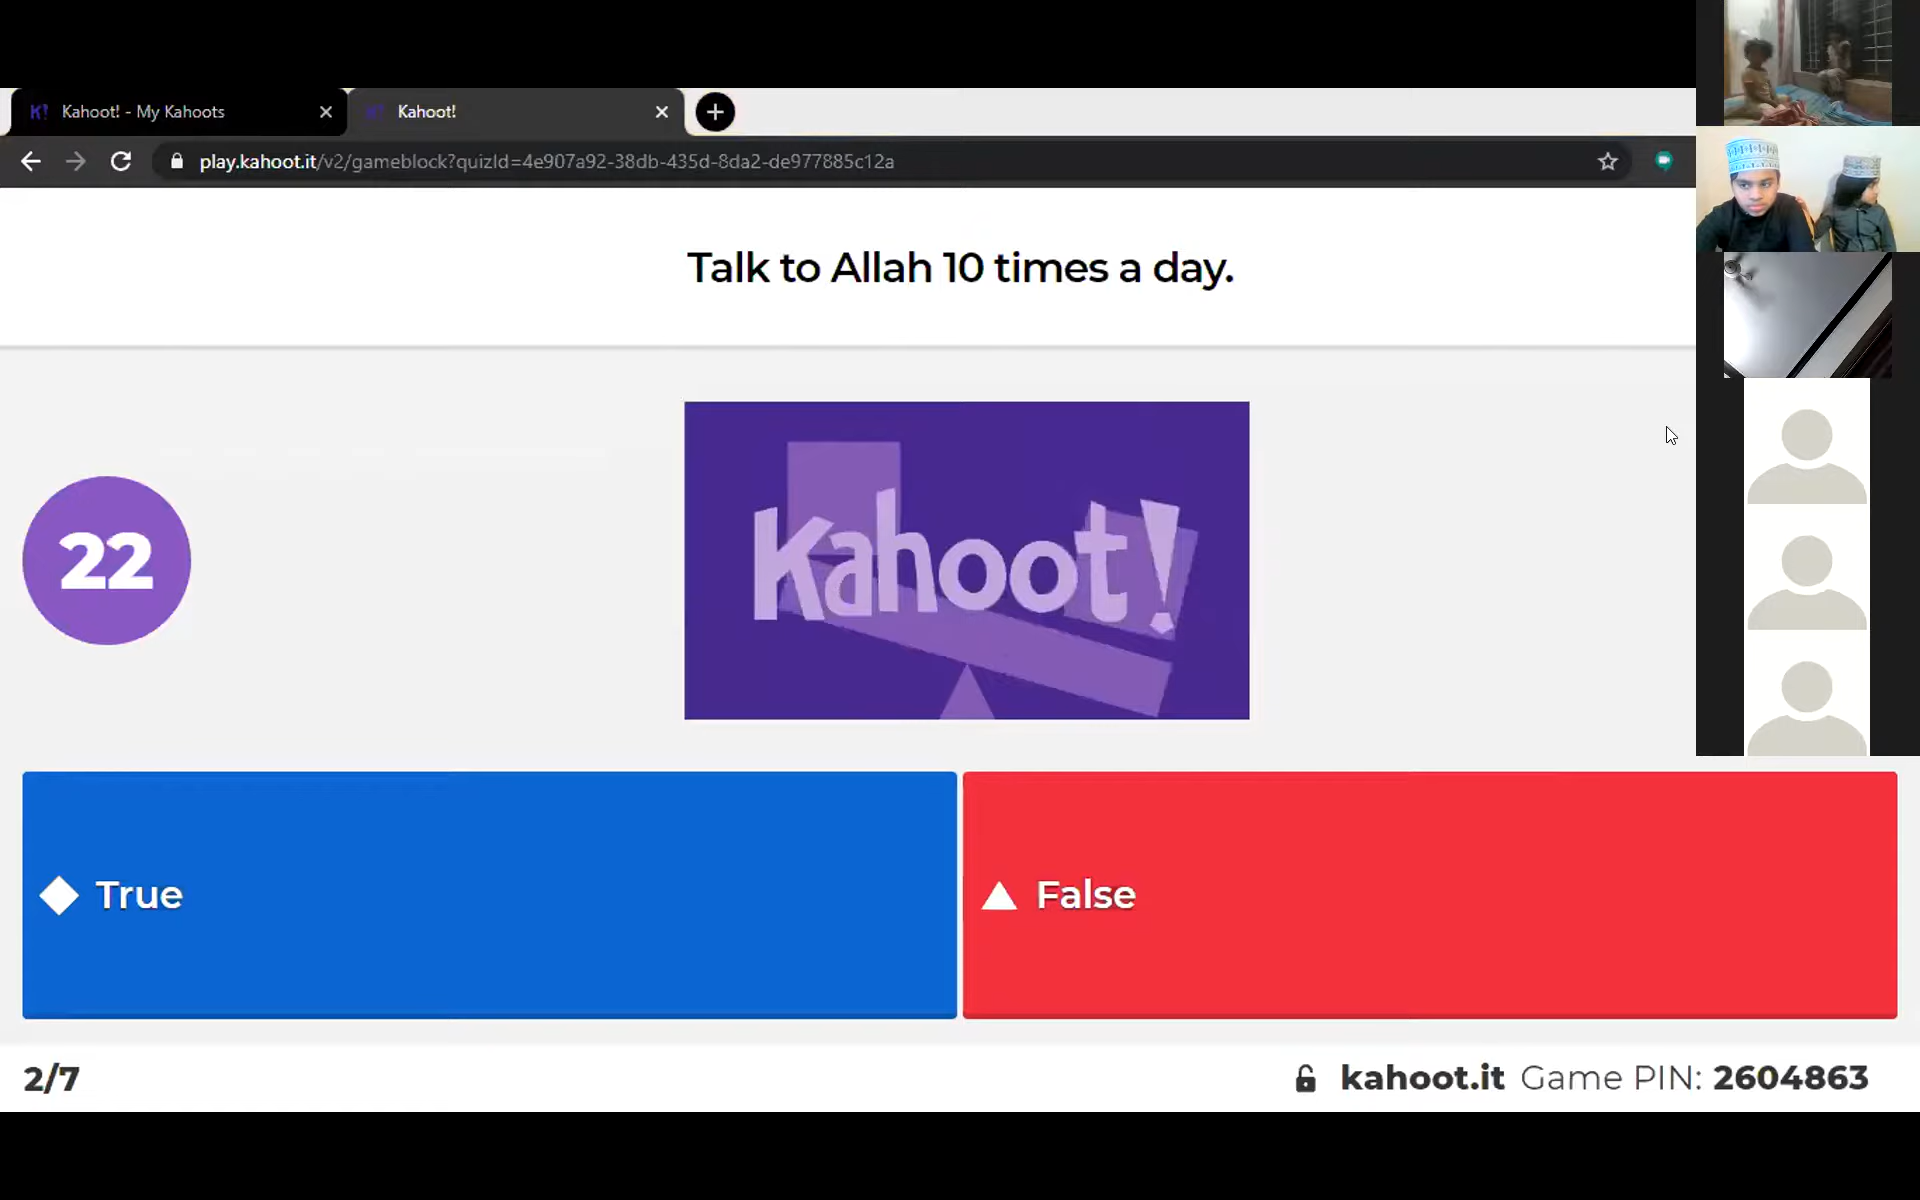 Kahoot! - My Kahoots
Kahoot!
play.kahoot.it/v2/gameblock?quizId=4e907a92-38db-435d-8da2-de977885c12a
Talk to Allah 10 times a day.
22
Kahoot!
True
False
2/7
kahoot.it Game PIN: 2604863